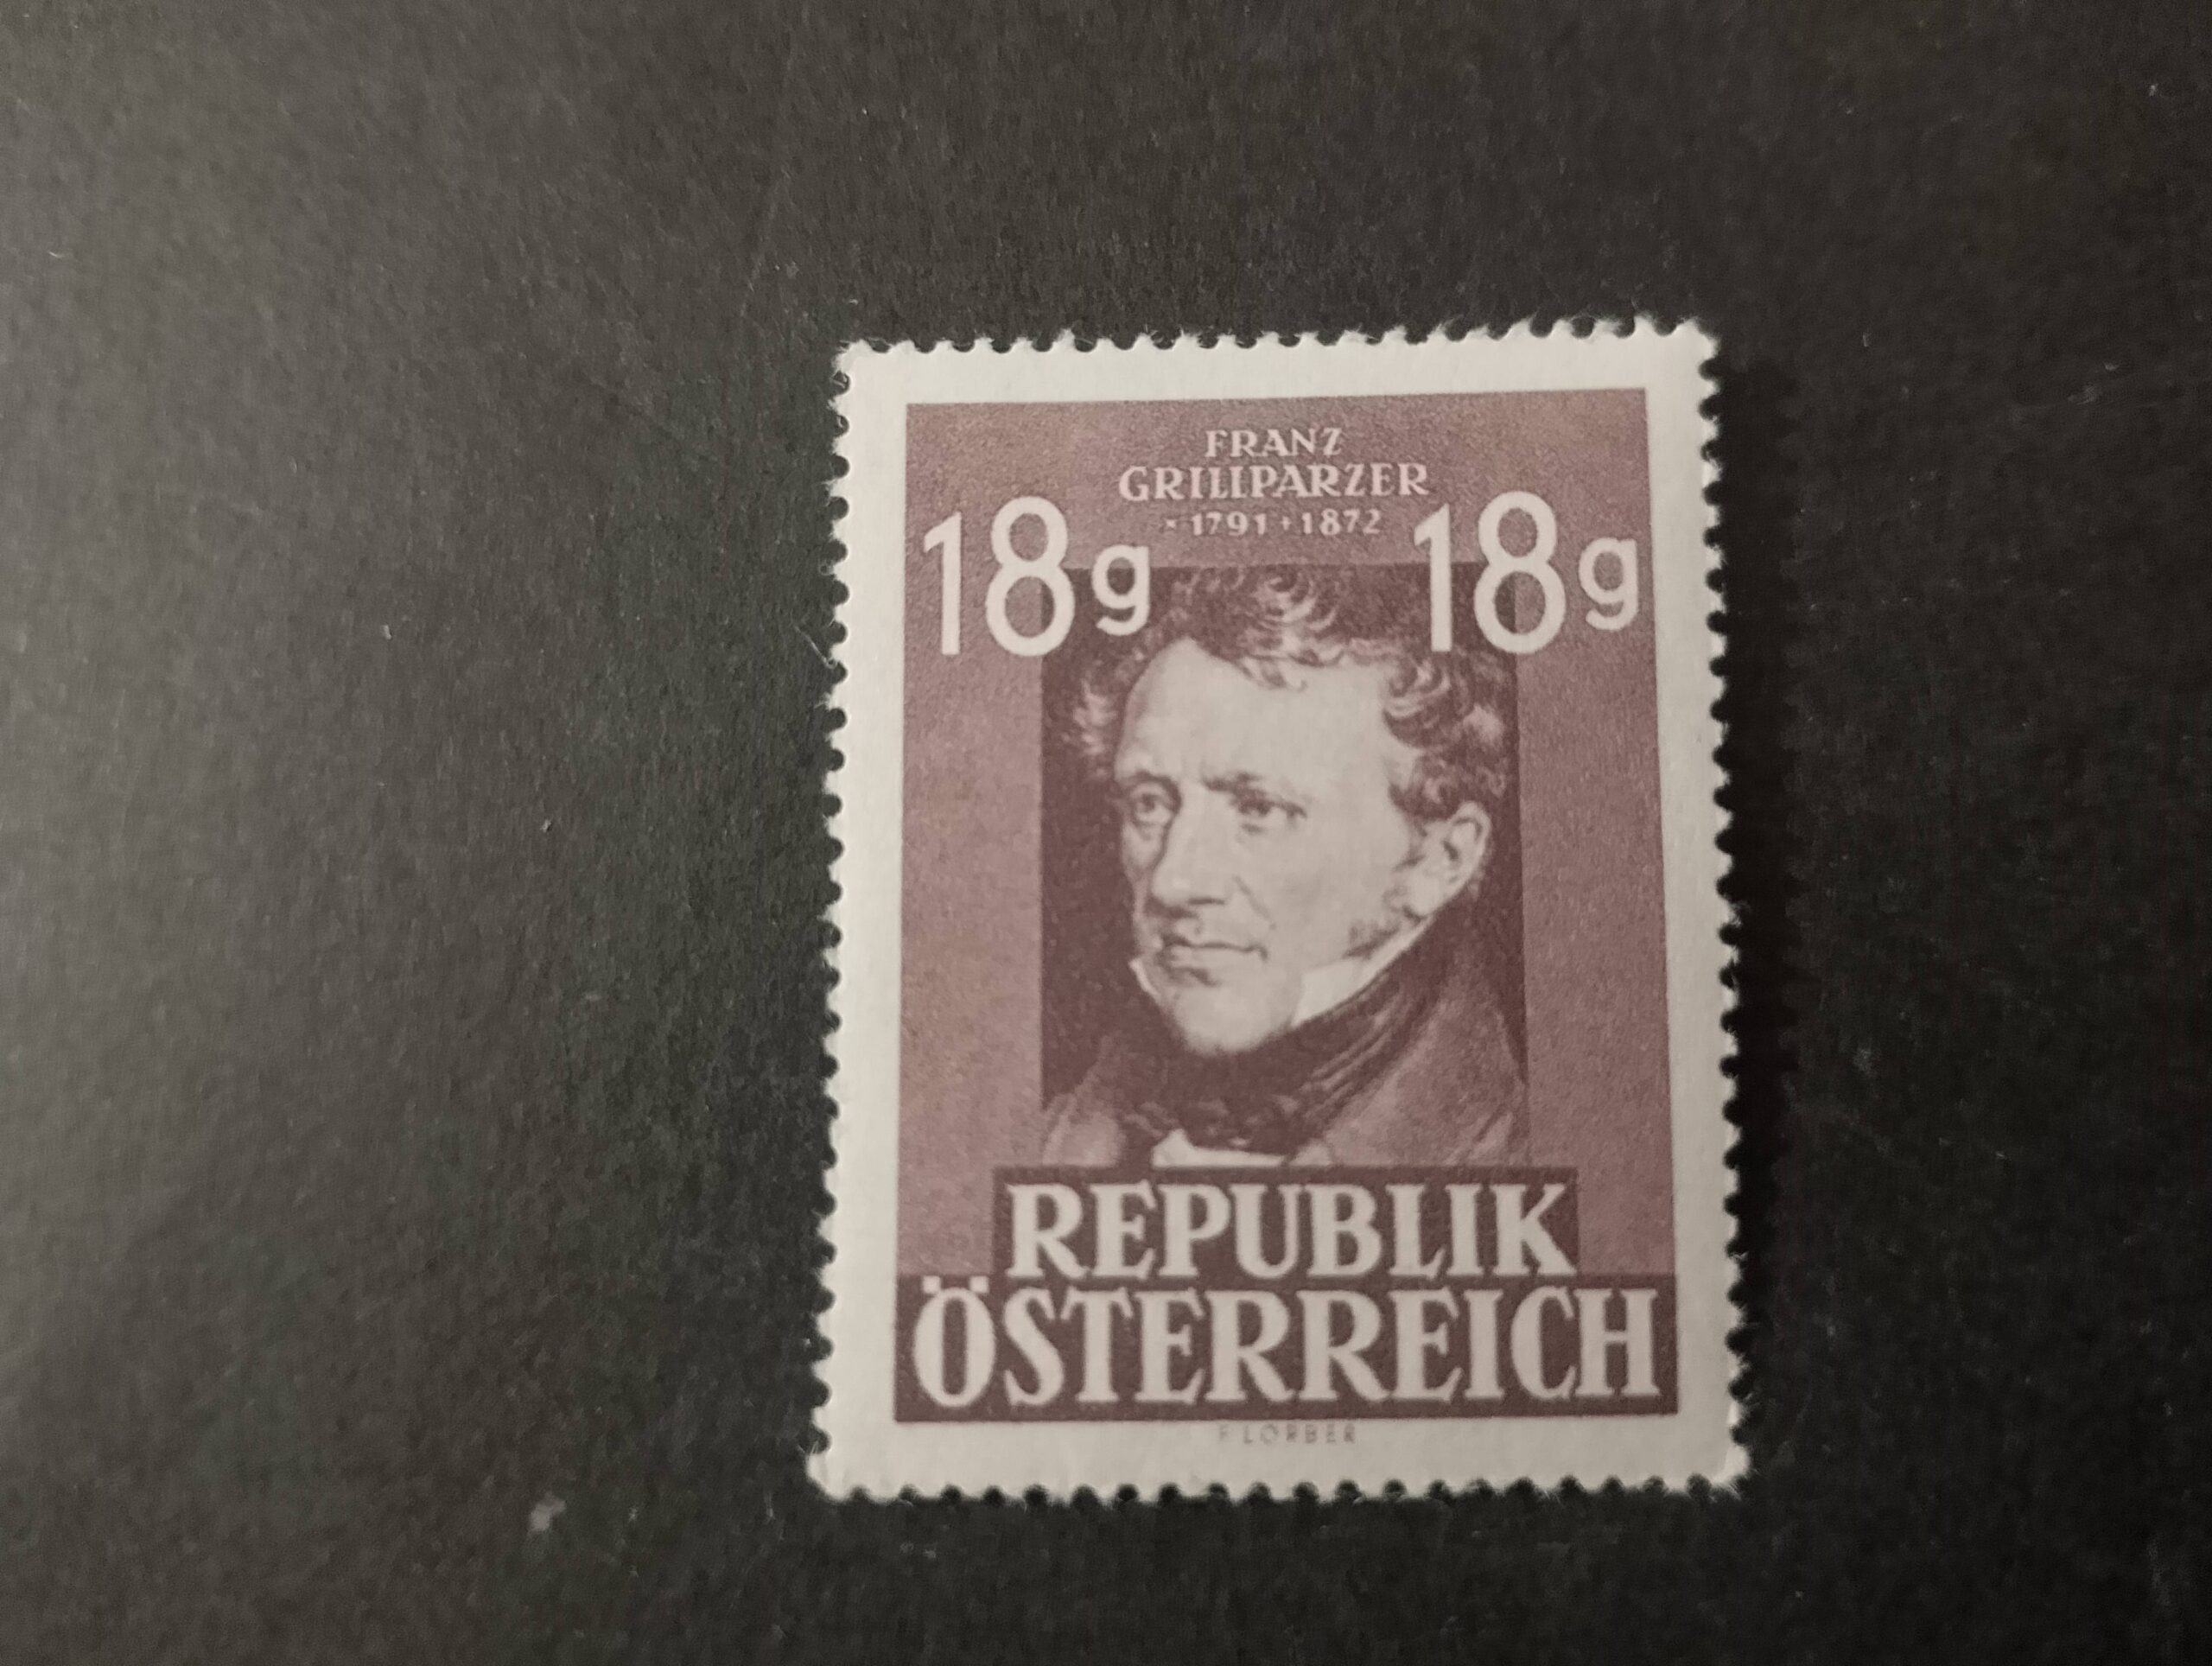 FRANZ
GRILLPARZER
* 1791 + 1872
18g 18g
REPUBLIK
ÖSTERREICH
F LORBER